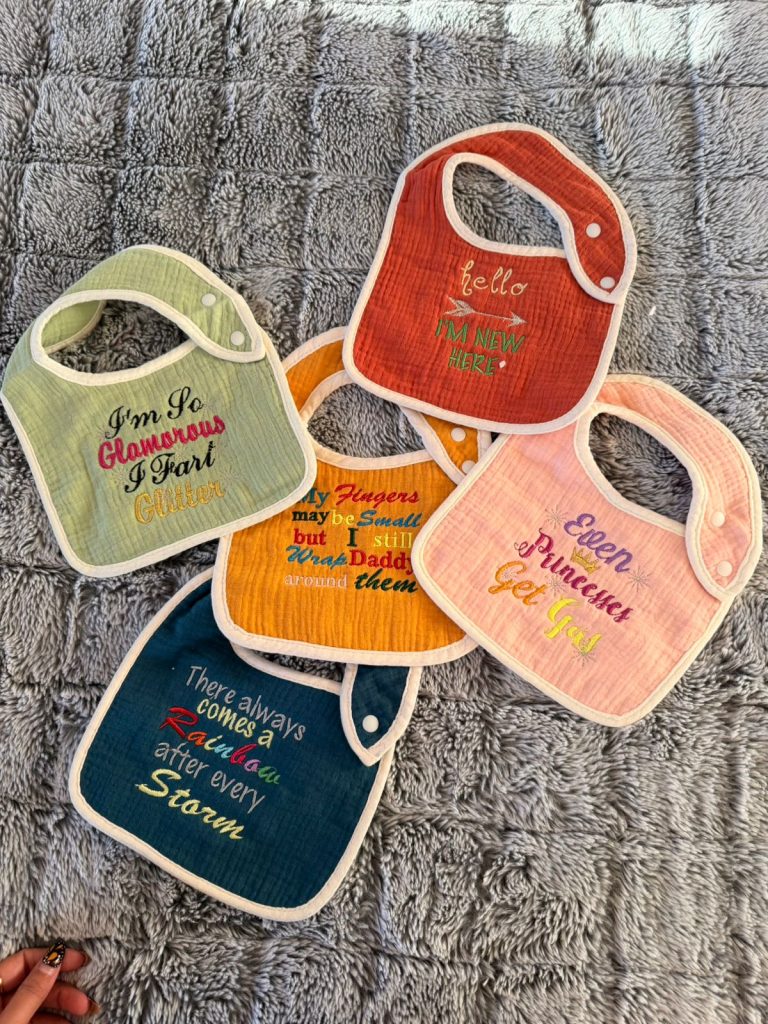 hello
I'M NEW
HERE
I'm So
Glamorous
I Fart
Glitter
My Fingers
may be Small
but I still
Wrap Daddy
around them
Even
Princesses
Get Gas
There always
comes a
Rainbow
after every
Storm